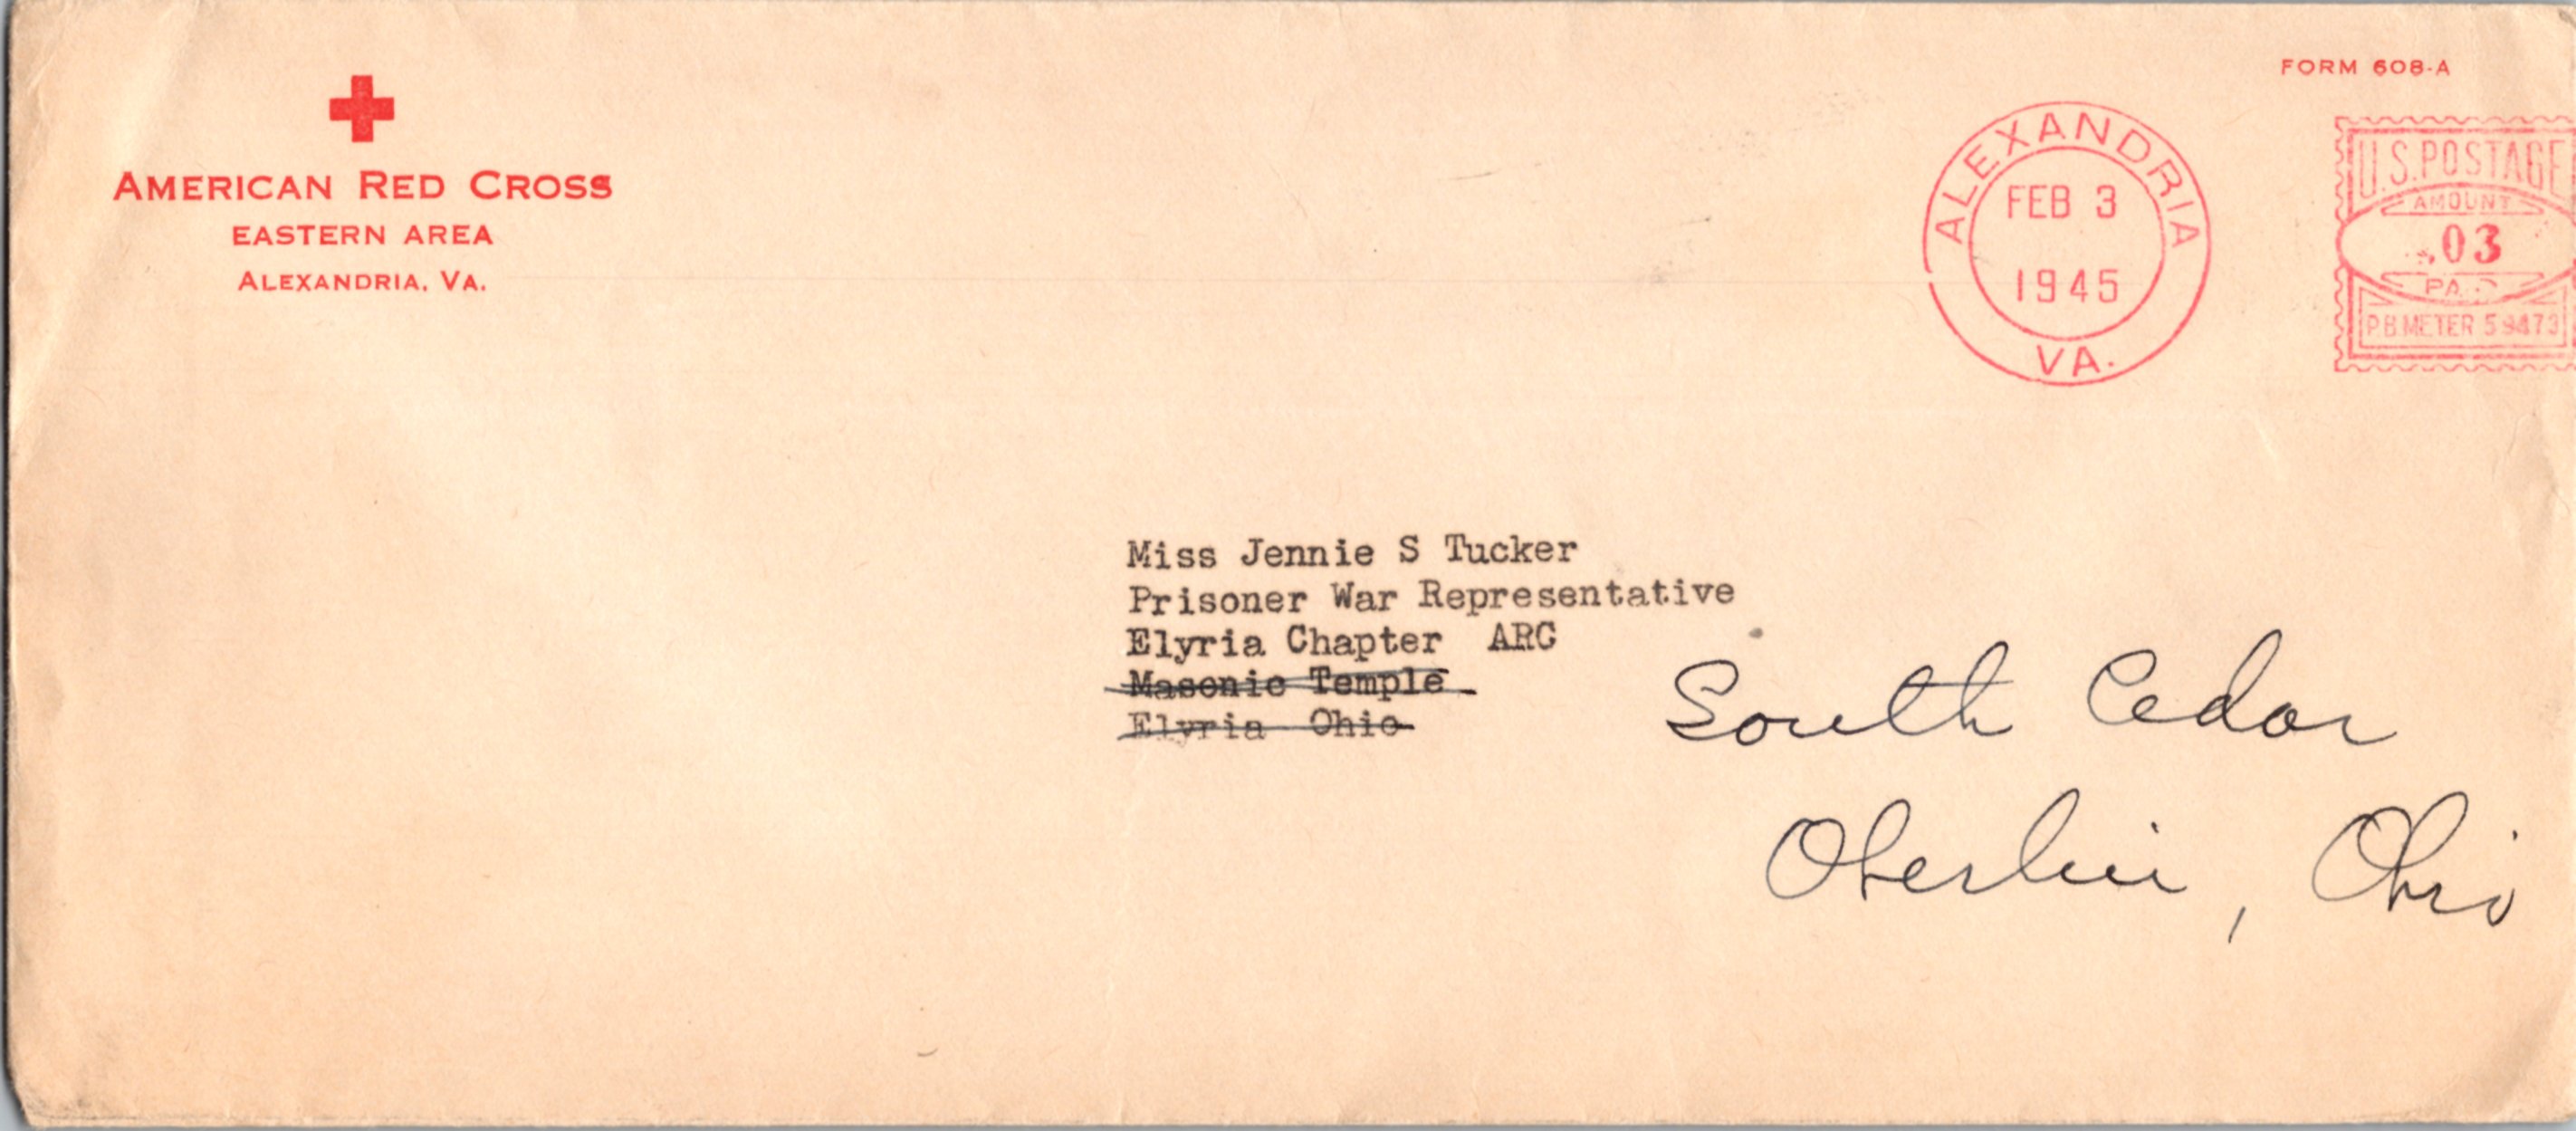 AMERICAN RED CROSS
EASTERN AREA
ALEXANDRIA, VA.
FORM 608-A
ALEXANDRIA
FEB 3
1945
VA.
U.S. POSTAGE
AMOUNT
.03
PB METER 59473
Miss Jennie S Tucker
Prisoner War Representative
Elyria Chapter ARC
Masonic Temple
Elyria Ohio
South Cedar
Oberlin, Ohio